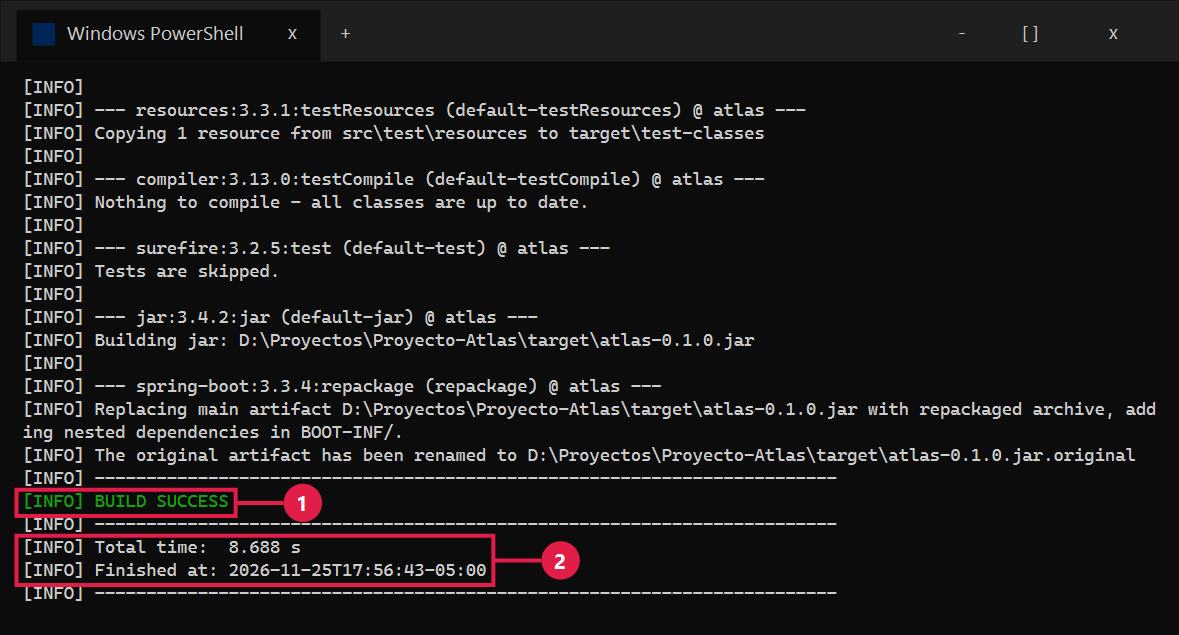 Windows PowerShell x + - [ ] x
[INFO]
[INFO] --- resources:3.3.1:testResources (default-testResources) @ atlas ---
[INFO] Copying 1 resource from src\test\resources to target\test-classes
[INFO]
[INFO] --- compiler:3.13.0:testCompile (default-testCompile) @ atlas ---
[INFO] Nothing to compile - all classes are up to date.
[INFO]
[INFO] --- surefire:3.2.5:test (default-test) @ atlas ---
[INFO] Tests are skipped.
[INFO]
[INFO] --- jar:3.4.2:jar (default-jar) @ atlas ---
[INFO] Building jar: D:\Proyectos\Proyecto-Atlas\target\atlas-0.1.0.jar
[INFO]
[INFO] --- spring-boot:3.3.4:repackage (repackage) @ atlas ---
[INFO] Replacing main artifact D:\Proyectos\Proyecto-Atlas\target\atlas-0.1.0.jar with repackaged archive, add
ing nested dependencies in BOOT-INF/.
[INFO] The original artifact has been renamed to D:\Proyectos\Proyecto-Atlas\target\atlas-0.1.0.jar.original
[INFO] ------------------------------------------------------------------------
[INFO] BUILD SUCCESS 1
[INFO] ------------------------------------------------------------------------
[INFO] Total time:  8.688 s
[INFO] Finished at: 2026-11-25T17:56:43-05:00 2
[INFO] ------------------------------------------------------------------------